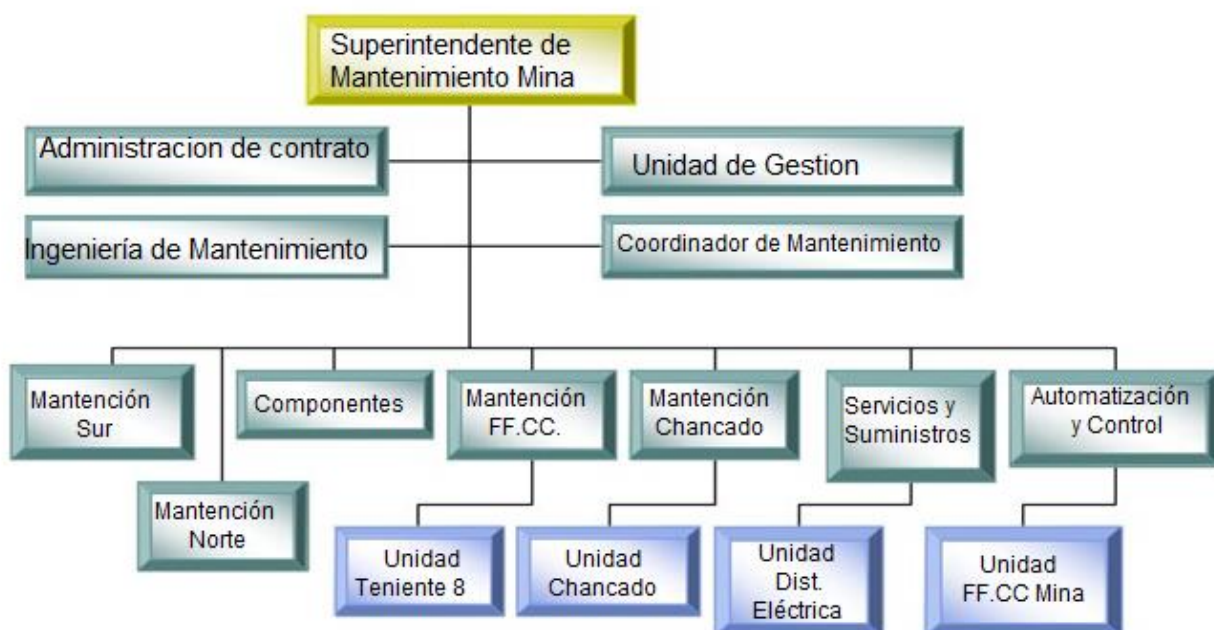 Superintendente de
Mantenimiento Mina
Administracion de contrato
Unidad de Gestion
Ingeniería de Mantenimiento
Coordinador de Mantenimiento
Mantención
Sur
Mantención
Norte
Componentes
Mantención
FF.CC.
Mantención
Chancado
Servicios y
Suministros
Automatización
y Control
Unidad
Teniente 8
Unidad
Chancado
Unidad
Dist.
Eléctrica
Unidad
FF.CC Mina